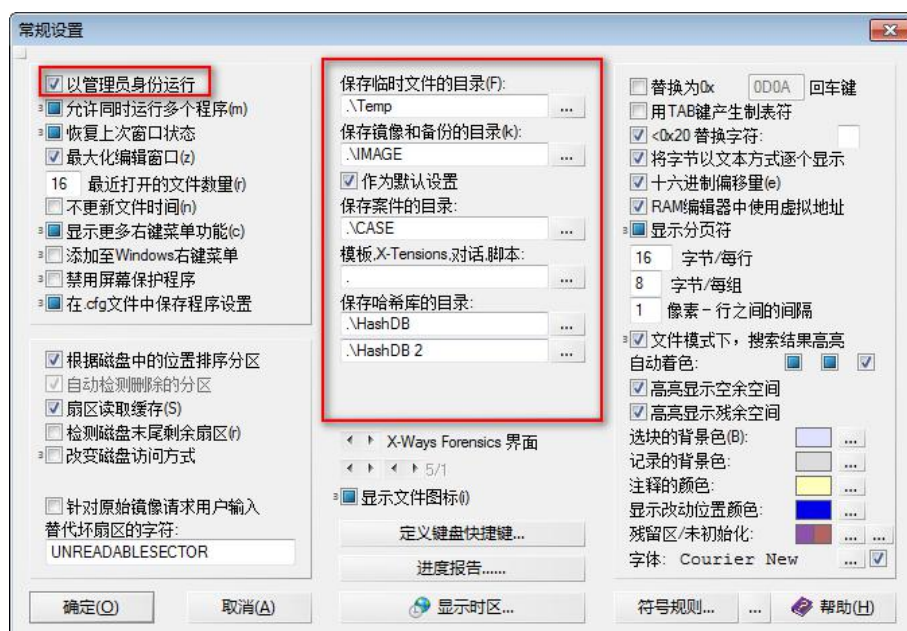 常规设置
以管理员身份运行
允许同时运行多个程序(m)
恢复上次窗口状态
最大化编辑窗口(z)
16 最近打开的文件数量(r)
不更新文件时间(n)
显示更多右键菜单功能(c)
添加至Windows右键菜单
禁用屏幕保护程序
在.cfg文件中保存程序设置
根据磁盘中的位置排序分区
自动检测删除的分区
扇区读取缓存(S)
检测磁盘末尾剩余扇区(r)
改变磁盘访问方式
针对原始镜像请求用户输入
替代坏扇区的字符:
UNREADABLESECTOR
确定(O)
取消(A)
保存临时文件的目录(F):
.\Temp
...
保存镜像和备份的目录(k):
.\IMAGE
...
作为默认设置
保存案件的目录:
.\CASE
...
模板,X-Tensions,对话,脚本:
.
...
保存哈希库的目录:
.\HashDB
...
.\HashDB 2
...
X-Ways Forensics 界面
5/1
显示文件图标(i)
定义键盘快捷键...
进度报告......
显示时区...
替换为0x 0D0A 回车键
用TAB键产生制表符
<0x20 替换字符:
将字节以文本方式逐个显示
十六进制偏移量(e)
RAM编辑器中使用虚拟地址
显示分页符
16 字节/每行
8 字节/每组
1 像素-行之间的间隔
文件模式下，搜索结果高亮
自动着色:
高亮显示空余空间
高亮显示残余空间
选块的背景色(B): ...
记录的背景色: ...
注释的颜色: ...
显示改动位置颜色: ...
残留区/未初始化: ... ...
字体: Courier New ...
符号规则... ... 帮助(H)